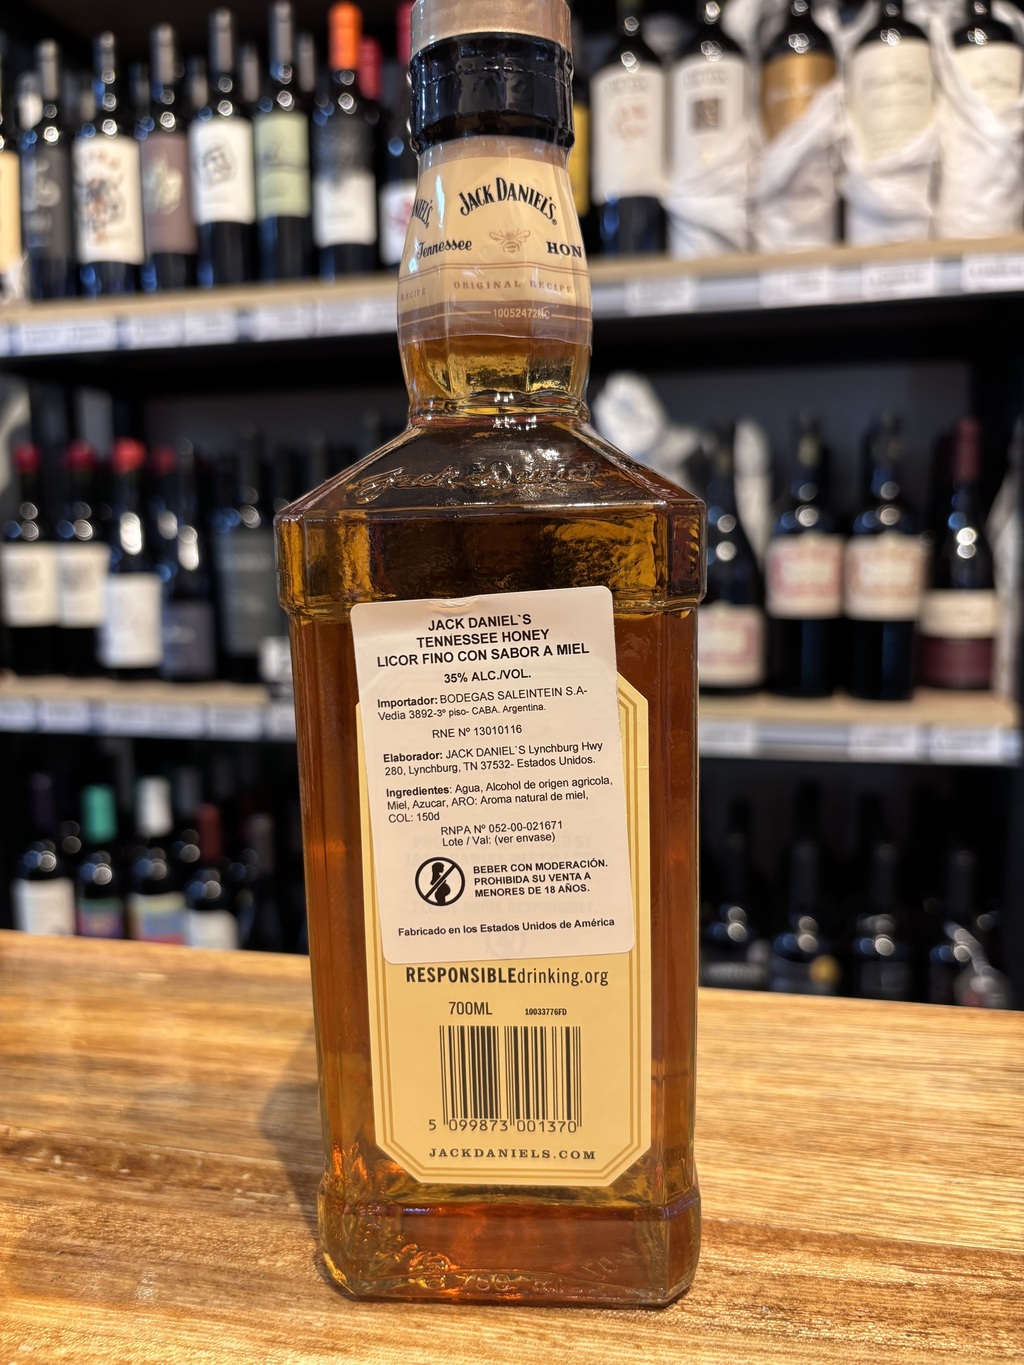 JACK DANIEL'S
Tennessee HON
ORIGINAL RECIPE
RECIPE
Jack Daniel
JACK DANIEL`S
TENNESSEE HONEY
LICOR FINO CON SABOR A MIEL
35% ALC./VOL.
Importador: BODEGAS SALEINTEIN S.A-
Vedia 3892-3º piso- CABA. Argentina.
RNE Nº 13010116
Elaborador: JACK DANIEL`S Lynchburg Hwy
280, Lynchburg, TN 37532- Estados Unidos.
Ingredientes: Agua, Alcohol de origen agricola,
Miel, Azucar, ARO: Aroma natural de miel,
COL: 150d
RNPA Nº 052-00-021671
Lote / Val: (ver envase)
BEBER CON MODERACIÓN.
PROHIBIDA SU VENTA A
MENORES DE 18 AÑOS.
Fabricado en los Estados Unidos de América
RESPONSIBLEdrinking.org
700ML 10033776FD
5 099873 001370
JACKDANIELS.COM